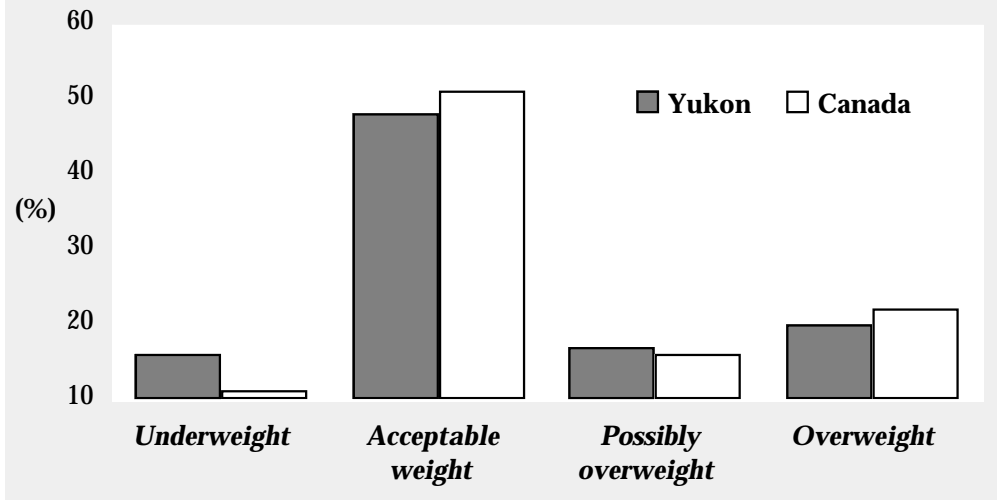 60
50
40
(%)
30
20
10
Yukon Canada
Underweight
Acceptable
weight
Possibly
overweight
Overweight